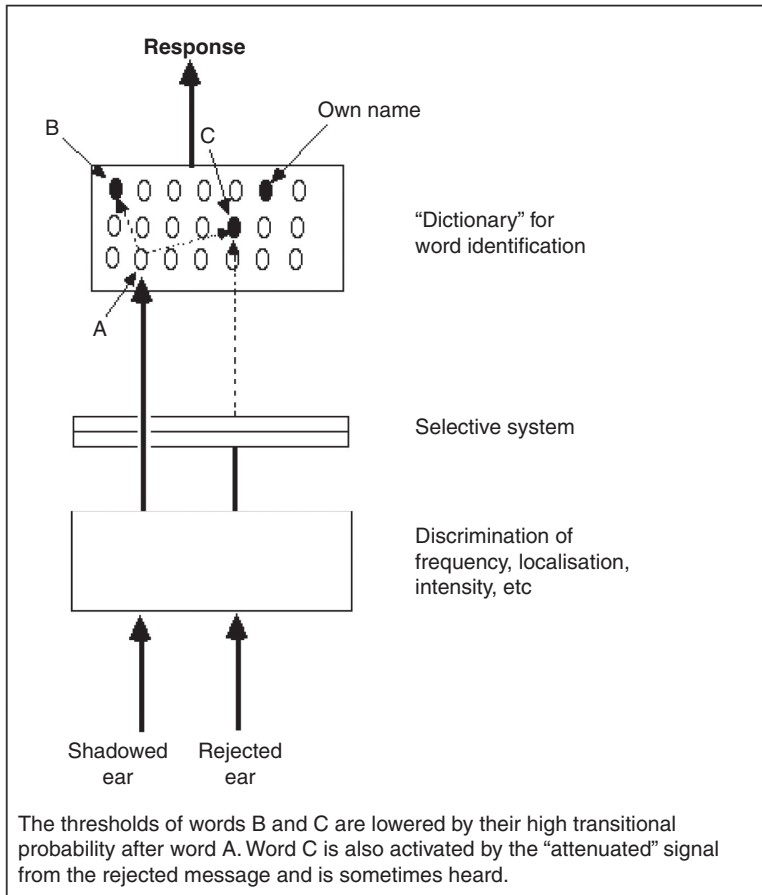 Response
Own name
B
C
“Dictionary” for
word identification
A
Selective system
Discrimination of
frequency, localisation,
intensity, etc
Shadowed
ear
Rejected
ear
The thresholds of words B and C are lowered by their high transitional
probability after word A. Word C is also activated by the “attenuated” signal
from the rejected message and is sometimes heard.